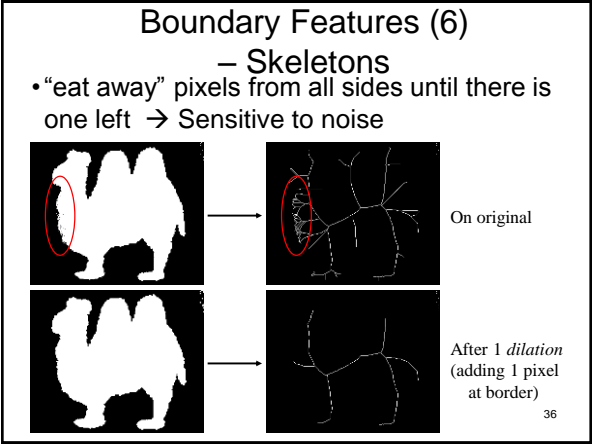 Boundary Features (6)
– Skeletons
•“eat away” pixels from all sides until there is
one left → Sensitive to noise
On original
After 1 dilation
(adding 1 pixel
at border)
36